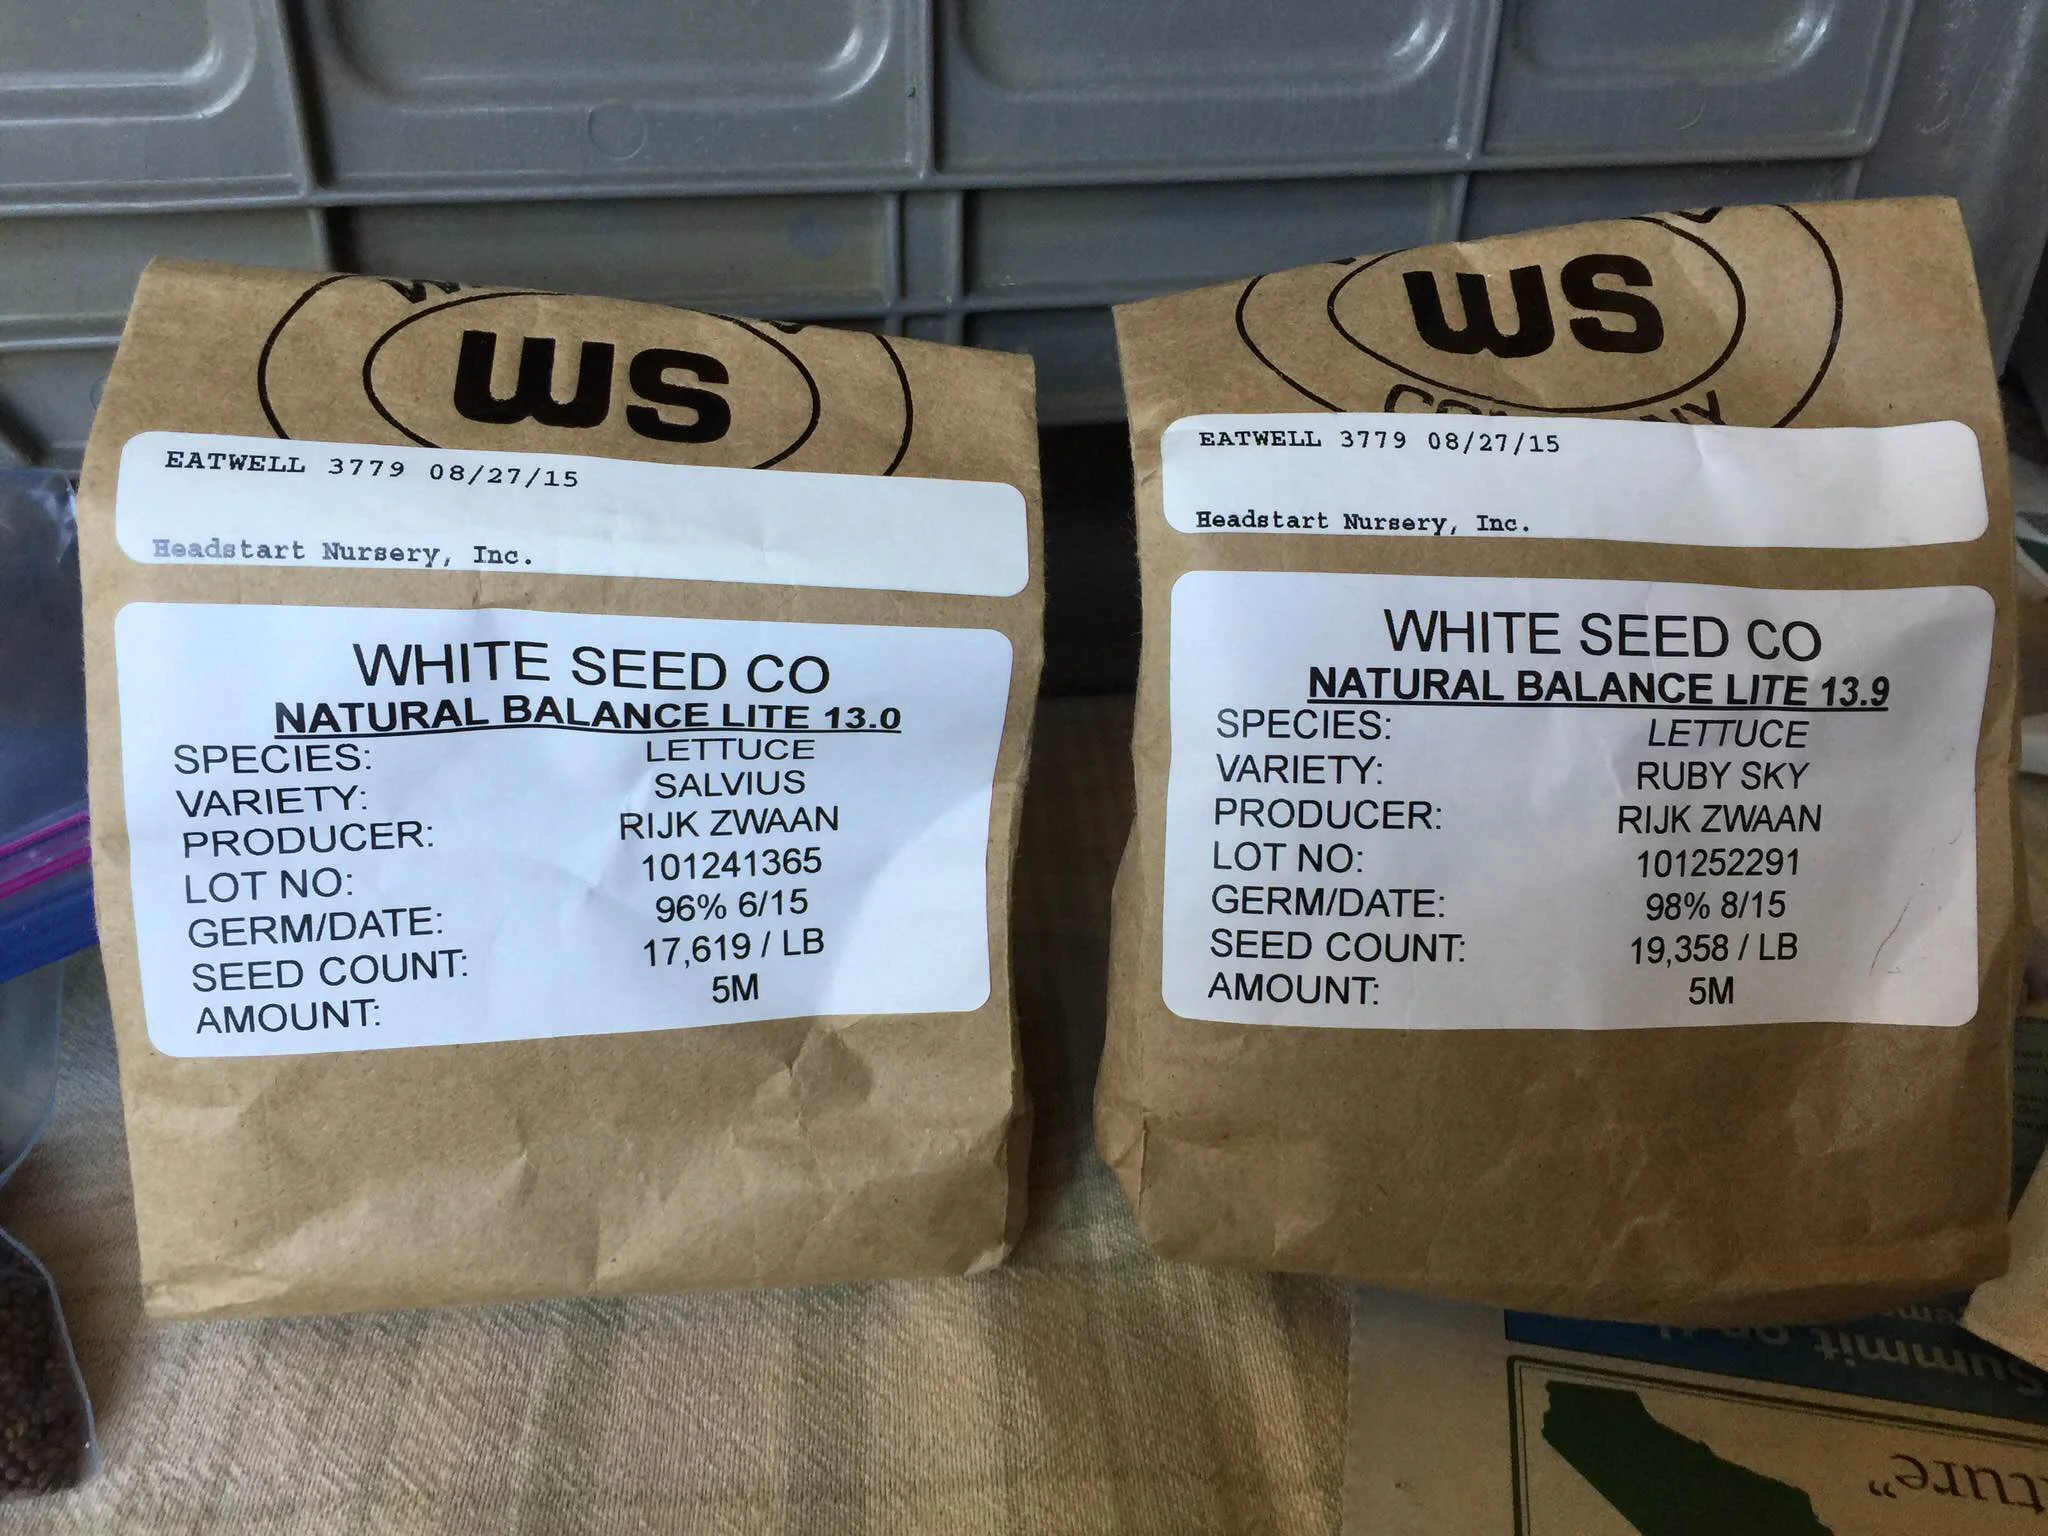 WS
EATWELL 3779 08/27/15
Headstart Nursery, Inc.
WHITE SEED CO
NATURAL BALANCE LITE 13.0
SPECIES: LETTUCE
VARIETY: SALVIUS
PRODUCER: RIJK ZWAAN
LOT NO: 101241365
GERM/DATE: 96% 6/15
SEED COUNT: 17,619 / LB
AMOUNT: 5M
WS
COMPANY
EATWELL 3779 08/27/15
Headstart Nursery, Inc.
WHITE SEED CO
NATURAL BALANCE LITE 13.9
SPECIES: LETTUCE
VARIETY: RUBY SKY
PRODUCER: RIJK ZWAAN
LOT NO: 101252291
GERM/DATE: 98% 8/15
SEED COUNT: 19,358 / LB
AMOUNT: 5M
Summit